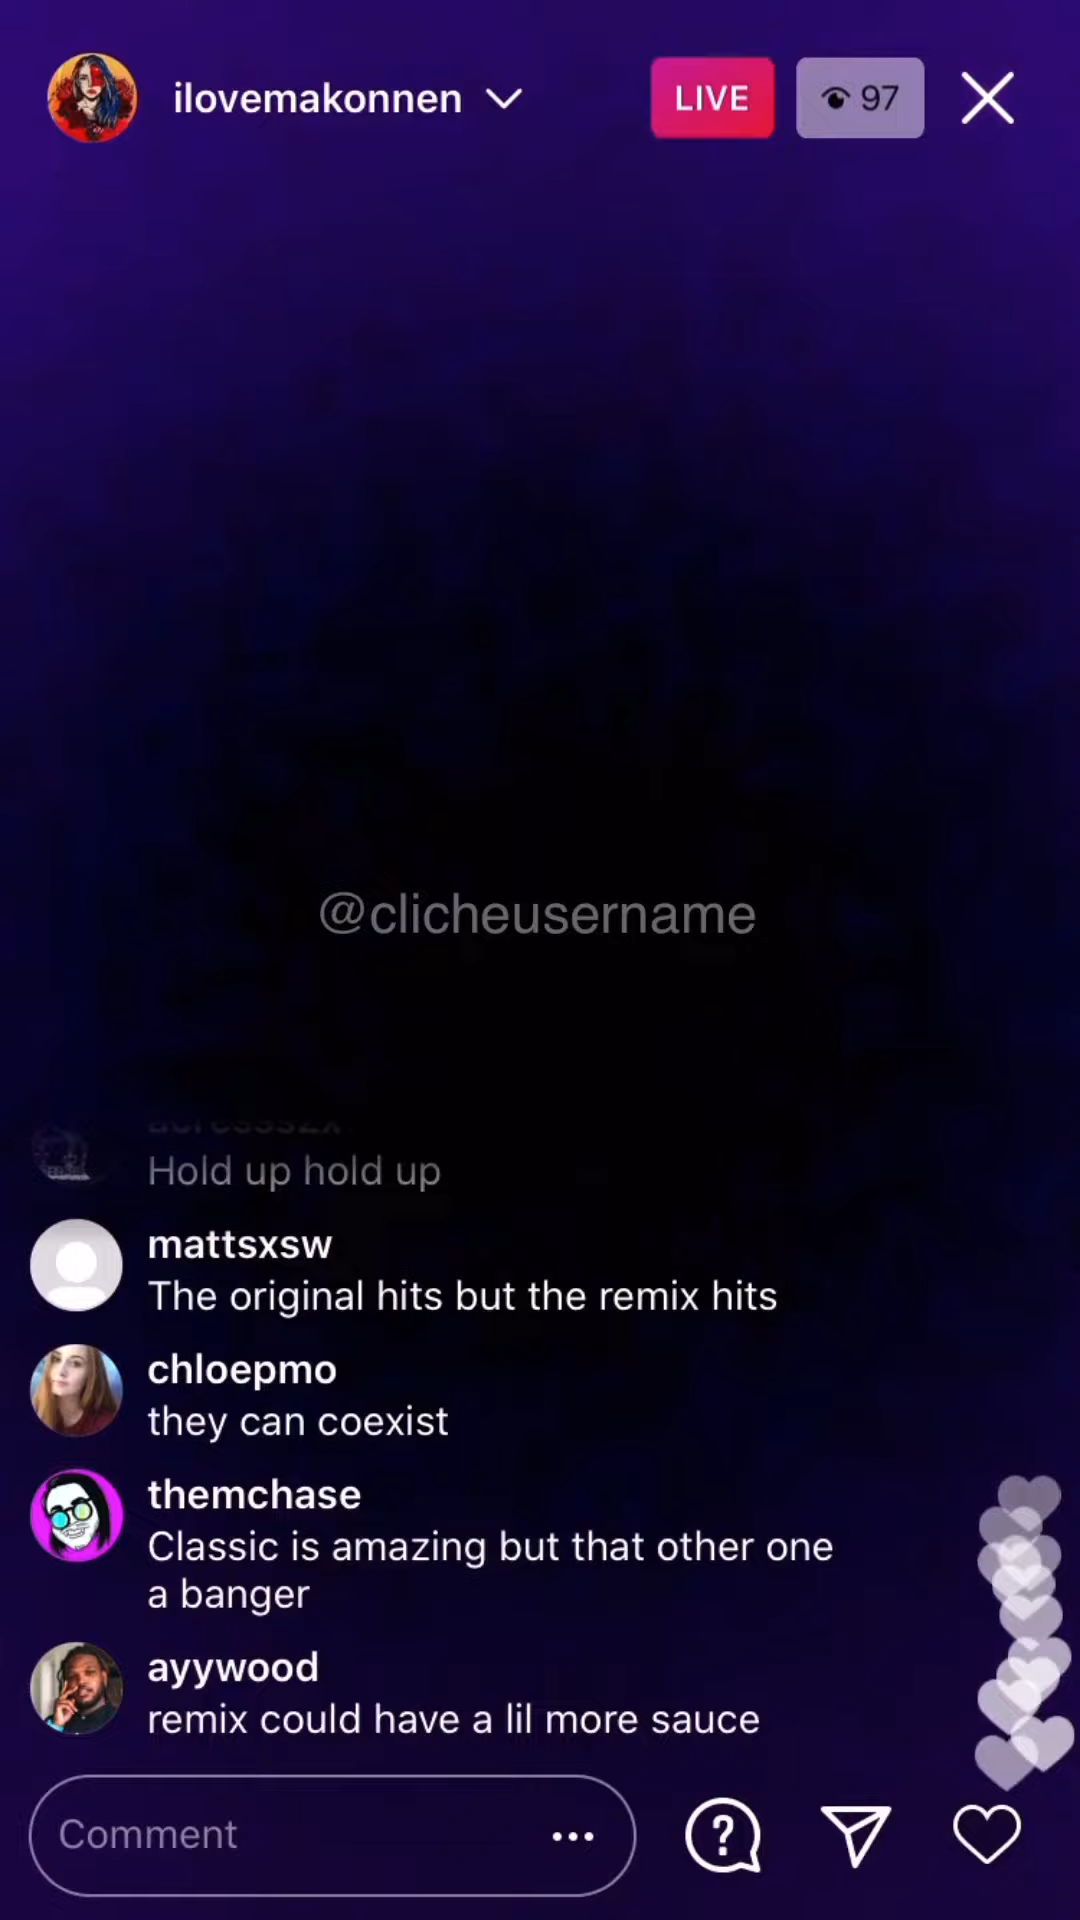 ilovemakonnen
LIVE
97
@clicheusername
Hold up hold up
mattsxsw
The original hits but the remix hits
chloepmo
they can coexist
themchase
Classic is amazing but that other one
a banger
ayywood
remix could have a lil more sauce
Comment